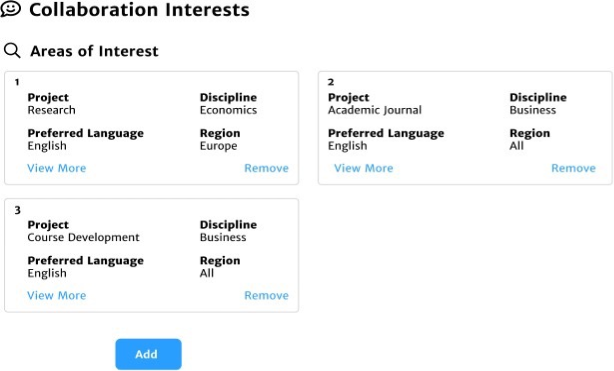 Collaboration Interests
Areas of Interest
1
Project Discipline
Research Economics
Preferred Language Region
English Europe
View More Remove
2
Project Discipline
Academic Journal Business
Preferred Language Region
English All
View More Remove
3
Project Discipline
Course Development Business
Preferred Language Region
English All
View More Remove
Add